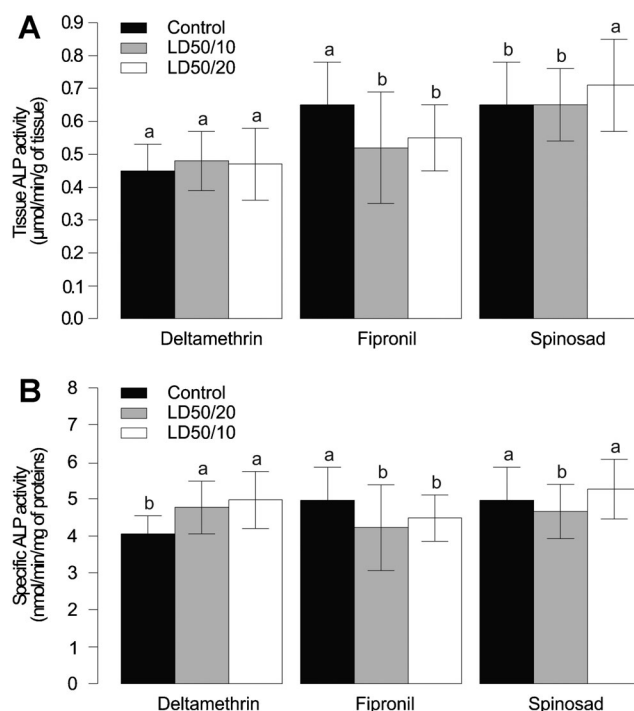 A
Control
LD50/10
LD50/20
Tissue ALP activity
(µmol/min/g of tissue)
0.9
0.8
0.7
0.6
0.5
0.4
0.3
0.2
0.1
0.0
a a a
a b b
b b a
Deltamethrin Fipronil Spinosad
B
Control
LD50/20
LD50/10
Specific ALP activity
(nmol/min/mg of proteins)
8
7
6
5
4
3
2
1
0
b a a
a b b
a b a
Deltamethrin Fipronil Spinosad